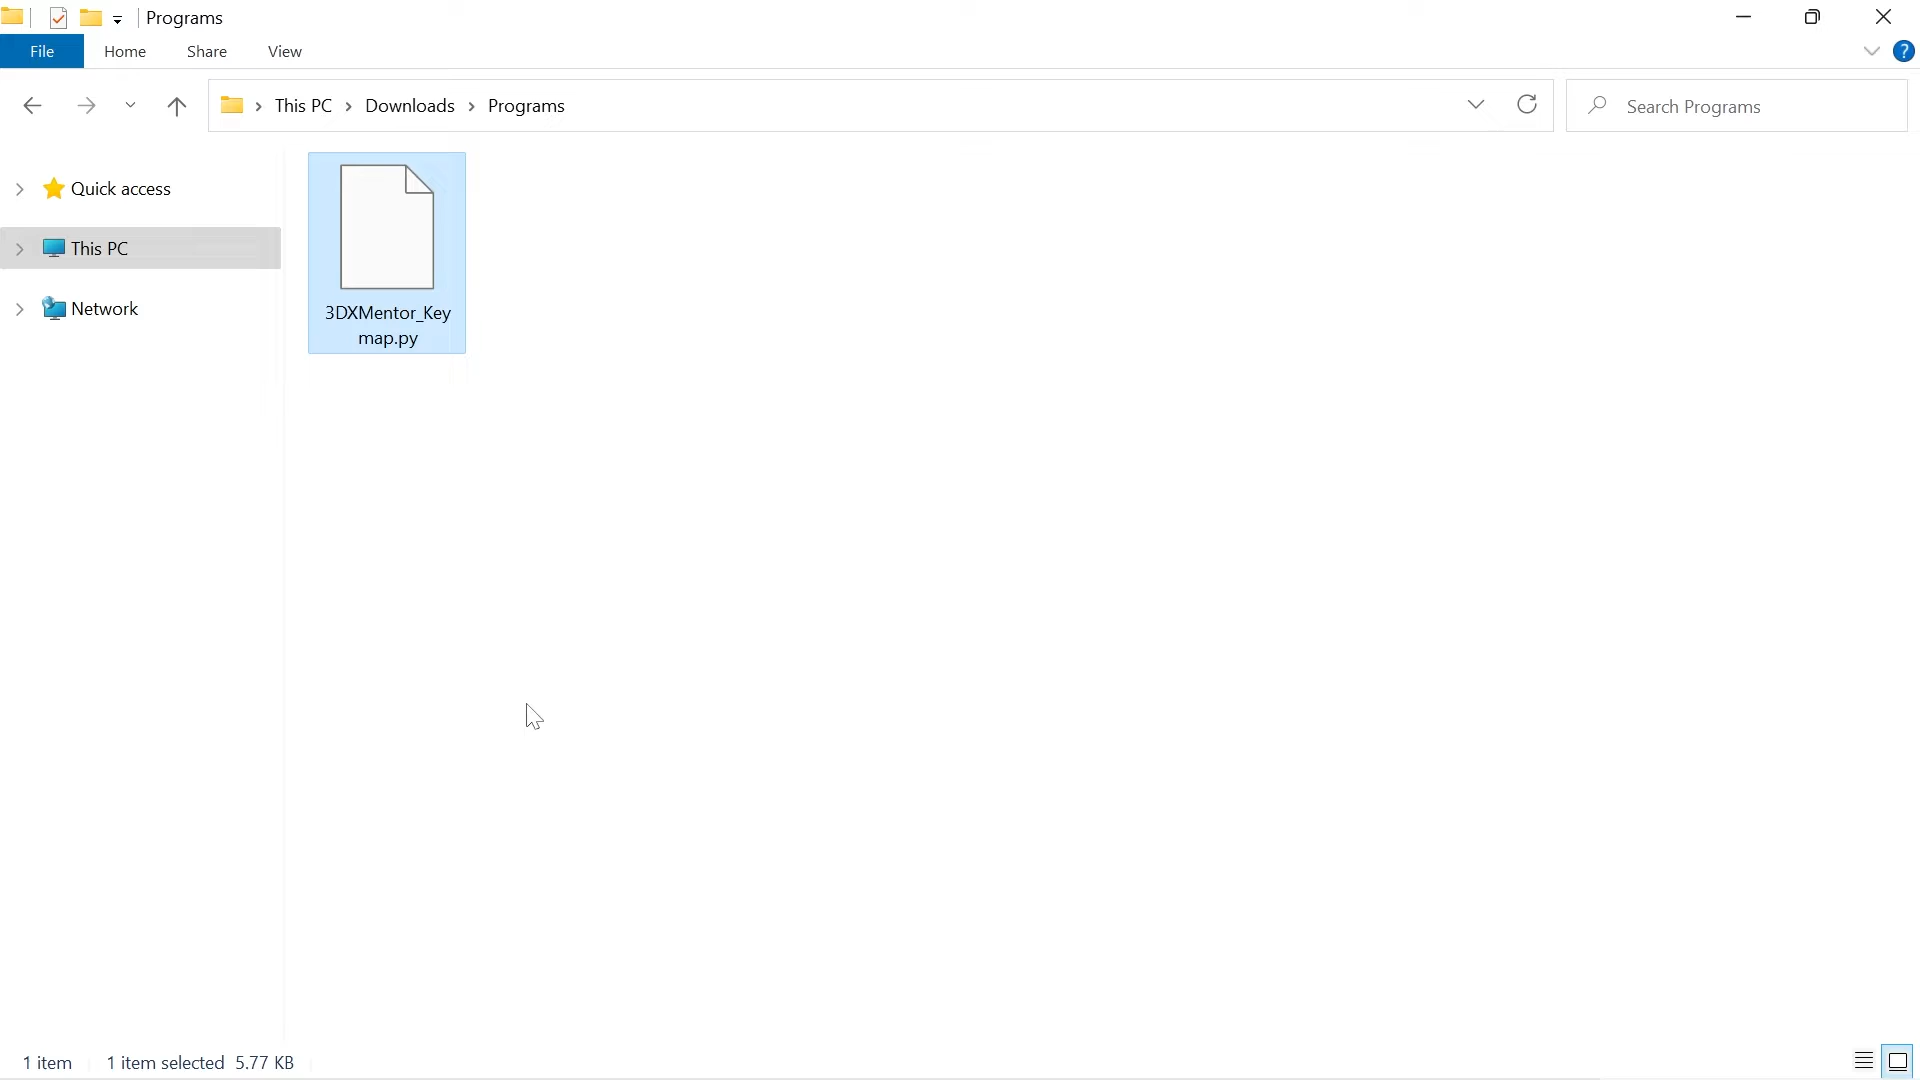 Programs
File Home Share View
?
This PC > Downloads > Programs
Search Programs
Quick access
This PC
Network
3DXMentor_Key
map.py
1 item 1 item selected 5.77 KB